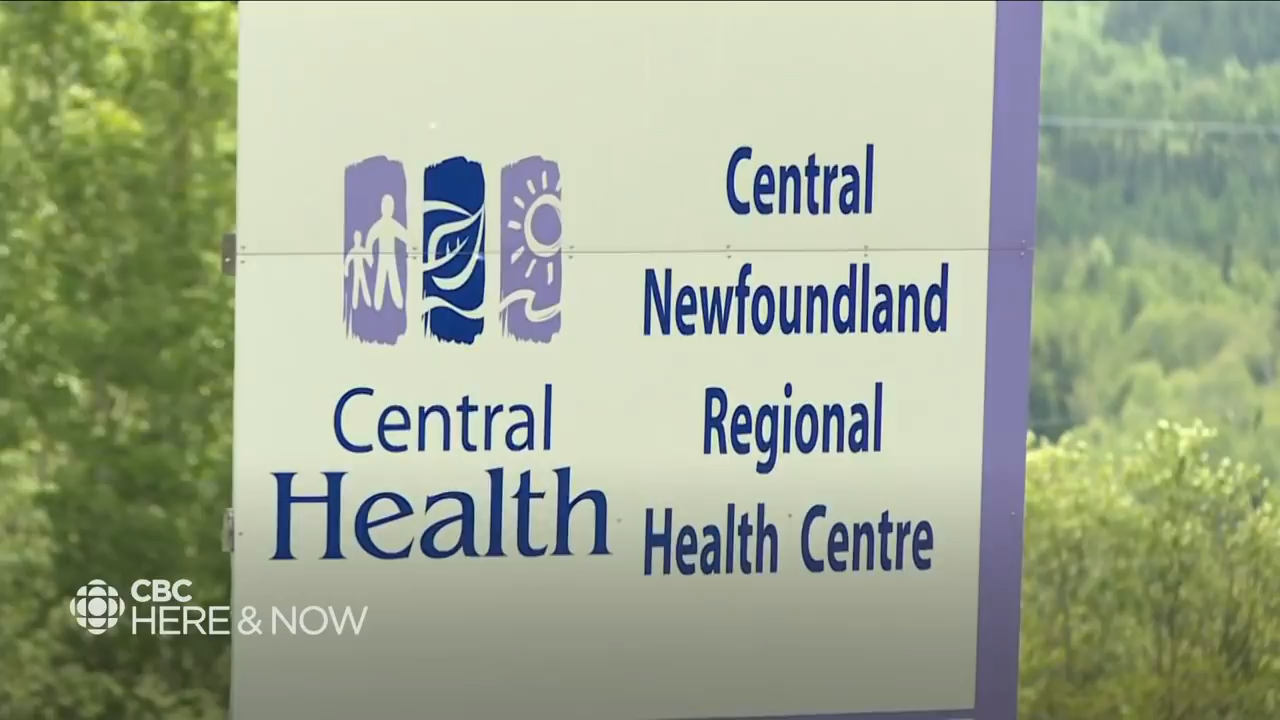 Central
Health
Central
Newfoundland
Regional
Health Centre
CBC
HERE & NOW